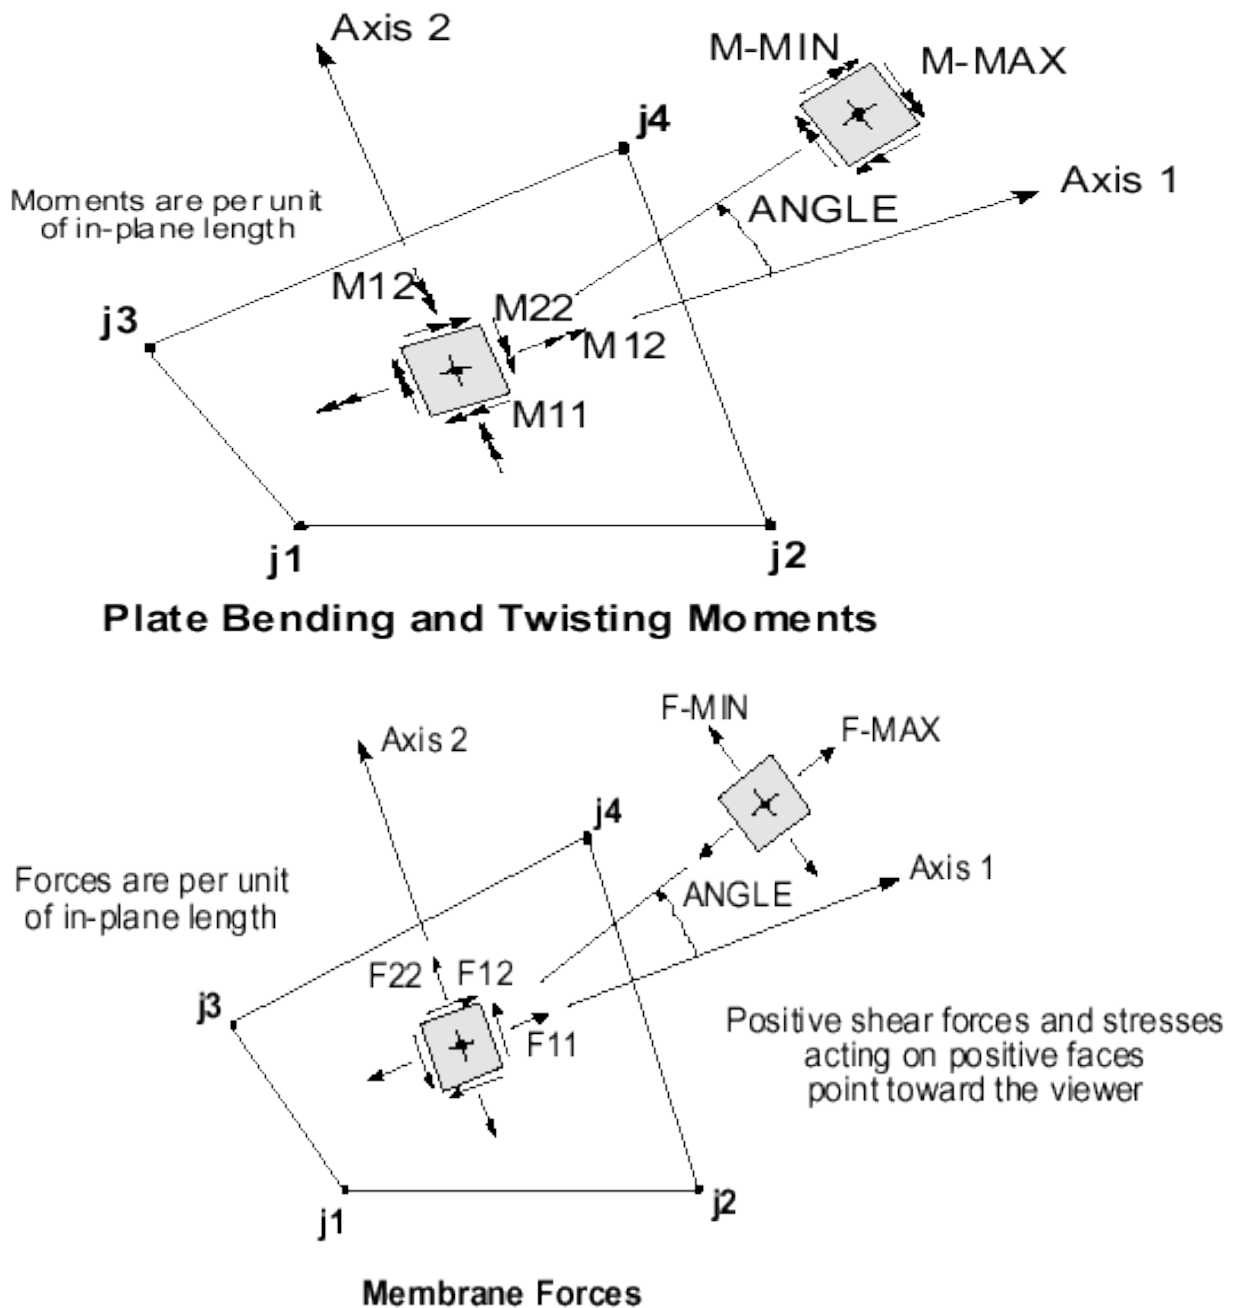 Axis 2
M-MIN
M-MAX
j4
Axis 1
Moments are per unit
of in-plane length
ANGLE
M12
M22
j3
M12
M11
j1
j2
Plate Bending and Twisting Moments
F-MIN
F-MAX
Axis 2
j4
Axis 1
Forces are per unit
of in-plane length
ANGLE
F22
F12
j3
F11
Positive shear forces and stresses
acting on positive faces
point toward the viewer
j1
j2
Membrane Forces